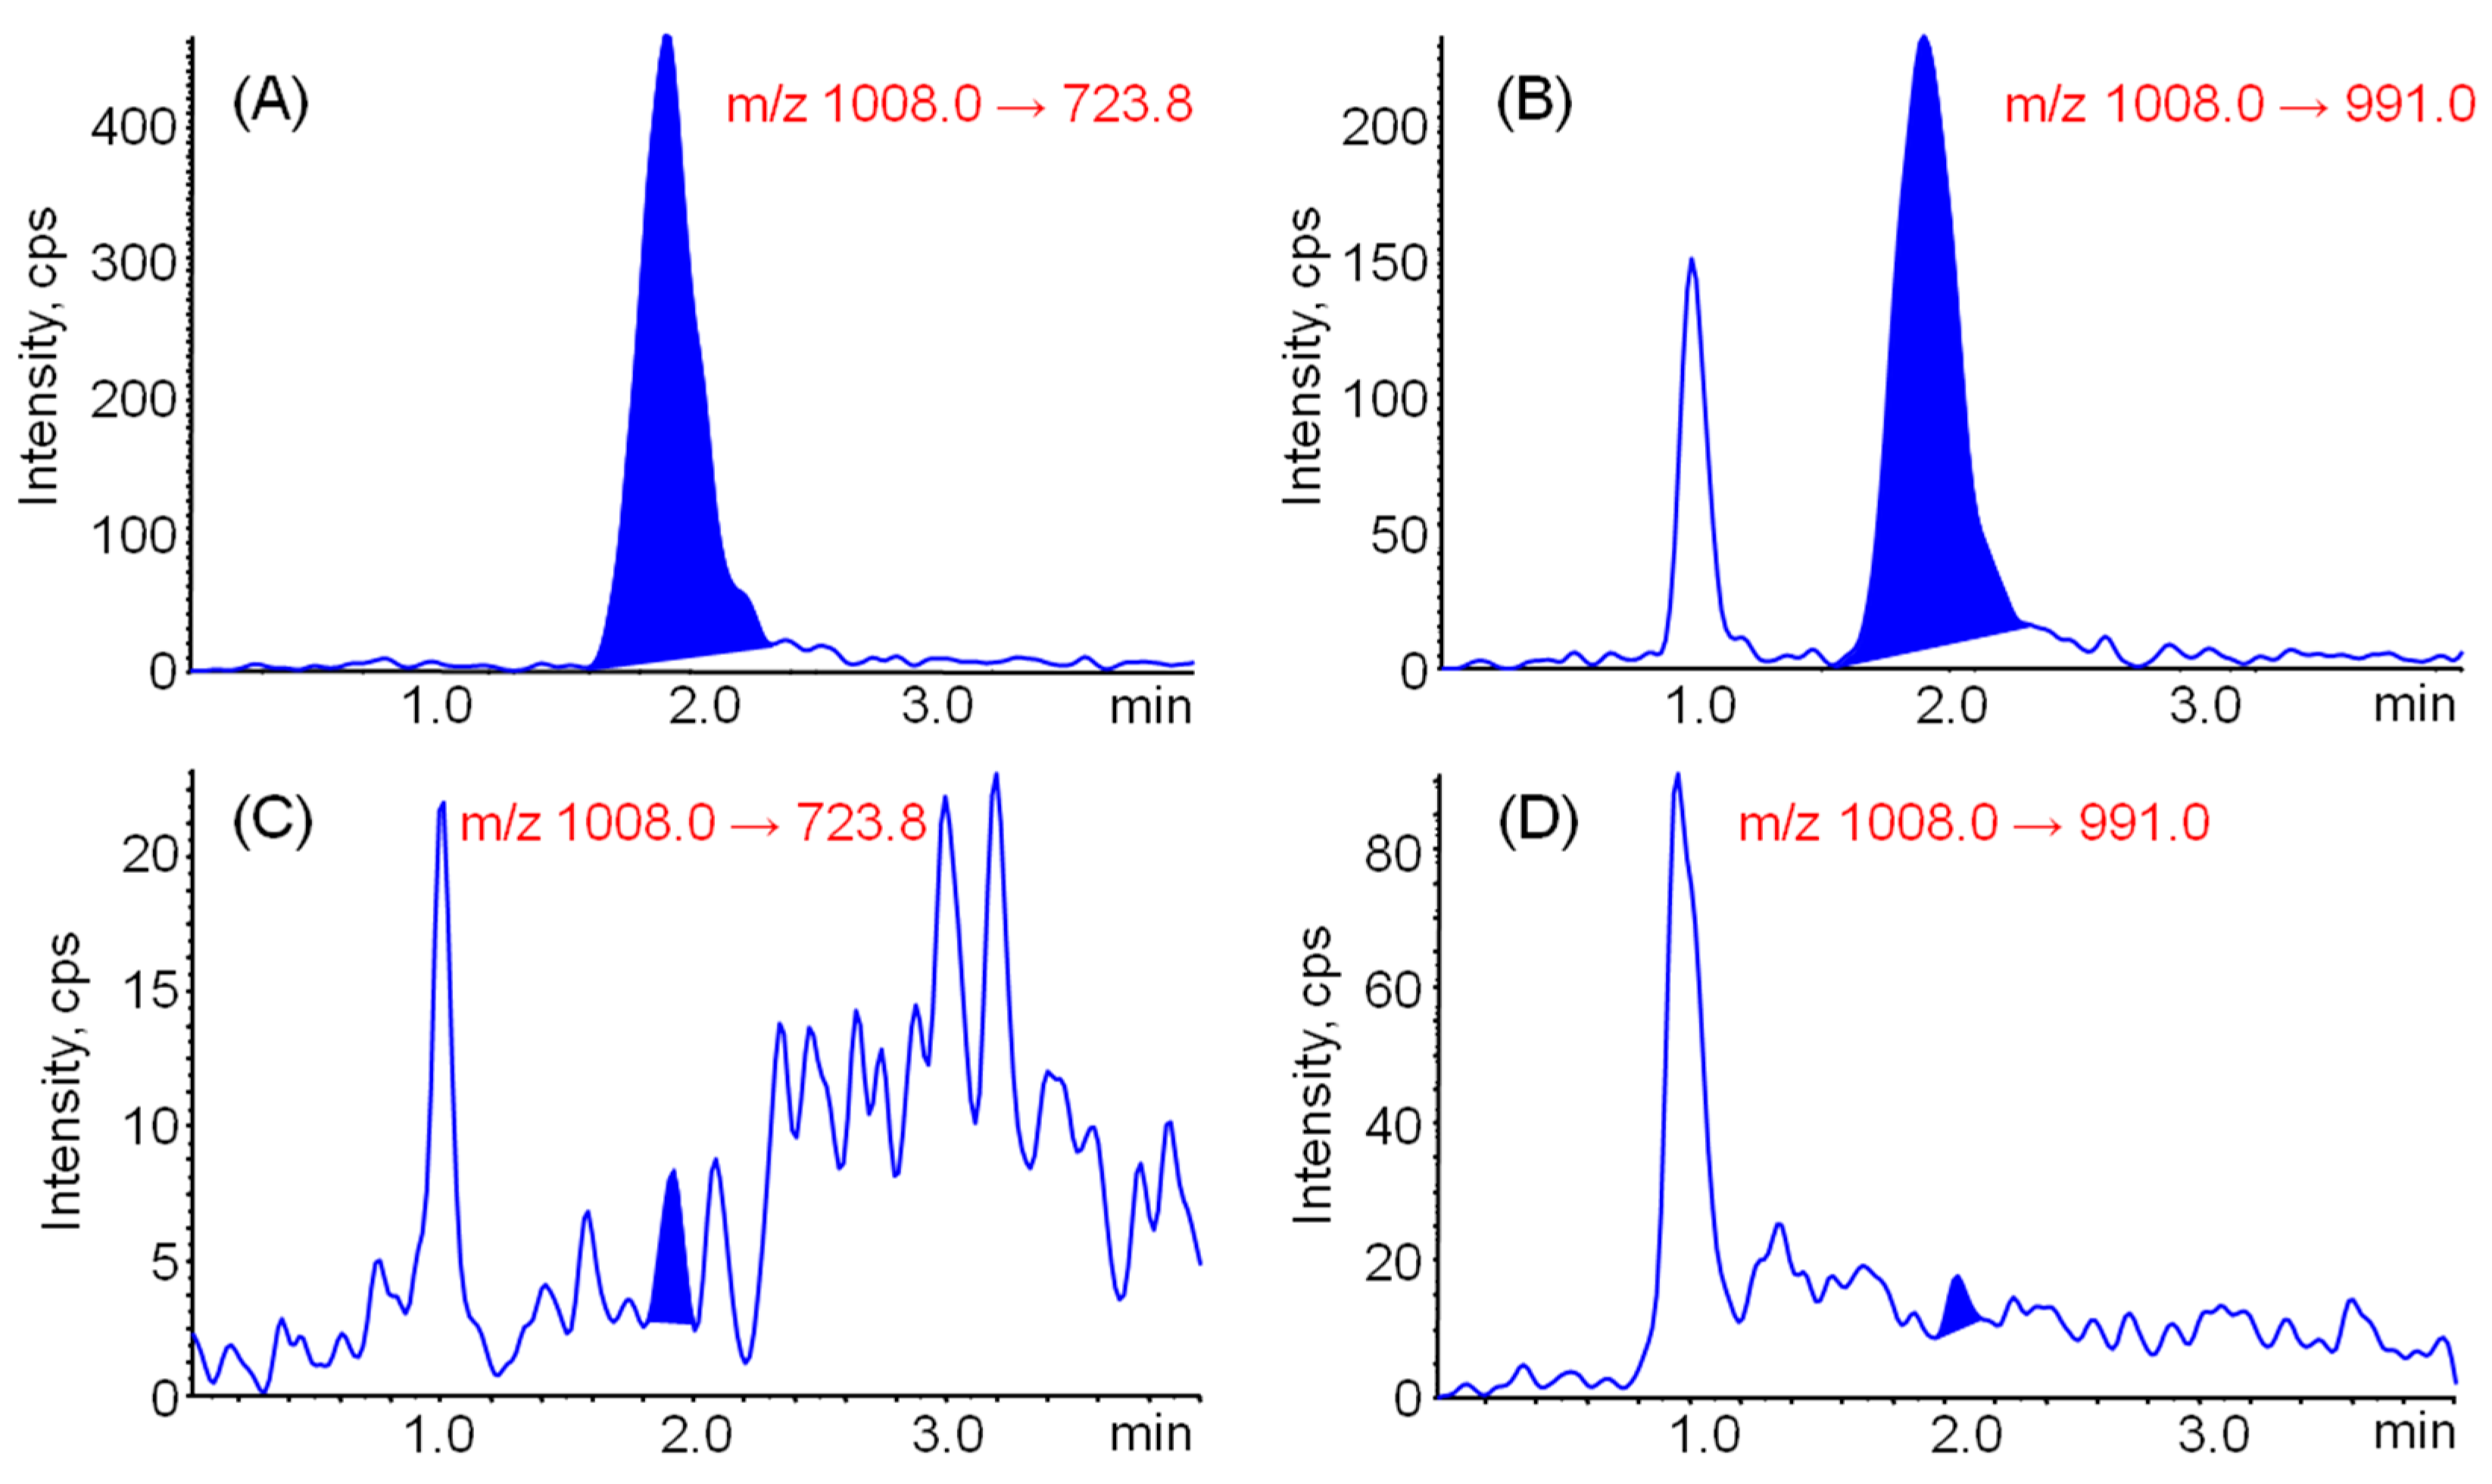 (A)
m/z 1008.0 → 723.8
Intensity, cps
400
300
200
100
0
1.0 2.0 3.0 min
(B)
m/z 1008.0 → 991.0
Intensity, cps
200
150
100
50
0
1.0 2.0 3.0 min
(C)
m/z 1008.0 → 723.8
Intensity, cps
20
15
10
5
0
1.0 2.0 3.0 min
(D)
m/z 1008.0 → 991.0
Intensity, cps
80
60
40
20
0
1.0 2.0 3.0 min